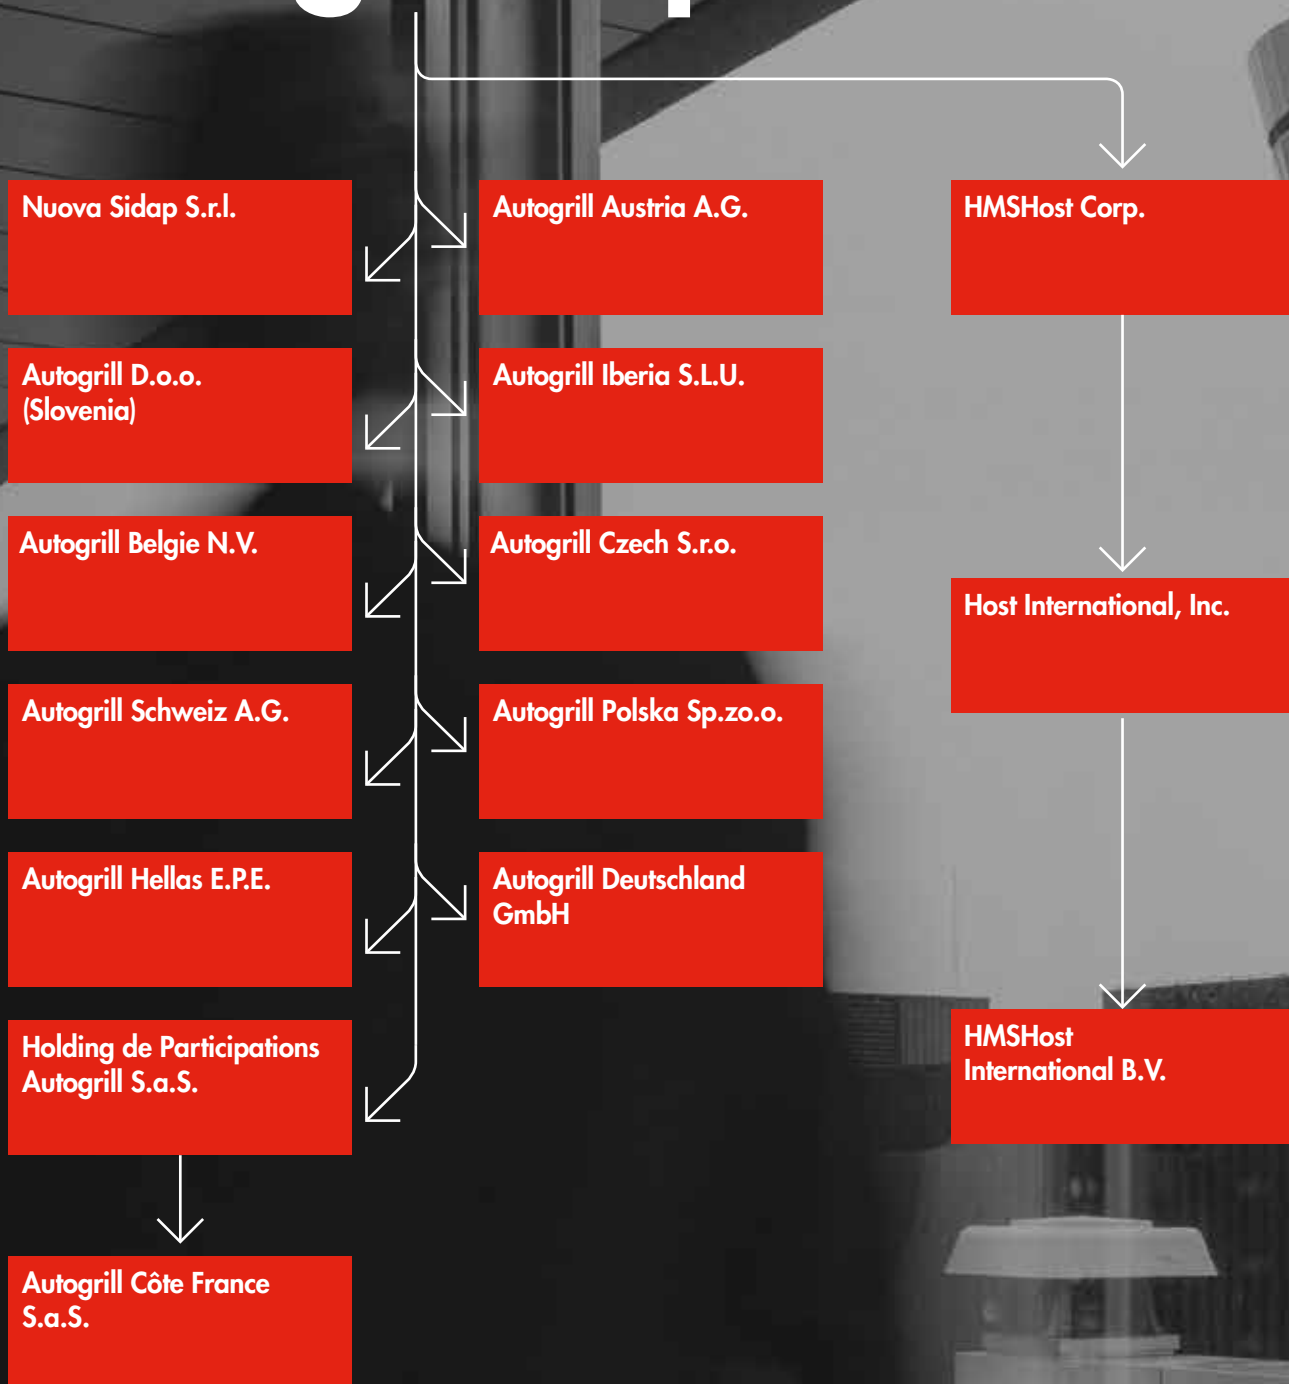 Nuova Sidap S.r.l.
Autogrill Austria A.G.
HMSHost Corp.
Autogrill D.o.o.
(Slovenia)
Autogrill Iberia S.L.U.
Autogrill Belgie N.V.
Autogrill Czech S.r.o.
Host International, Inc.
Autogrill Schweiz A.G.
Autogrill Polska Sp.zo.o.
Autogrill Hellas E.P.E.
Autogrill Deutschland
GmbH
Holding de Participations
Autogrill S.a.S.
HMSHost
International B.V.
Autogrill Côte France
S.a.S.